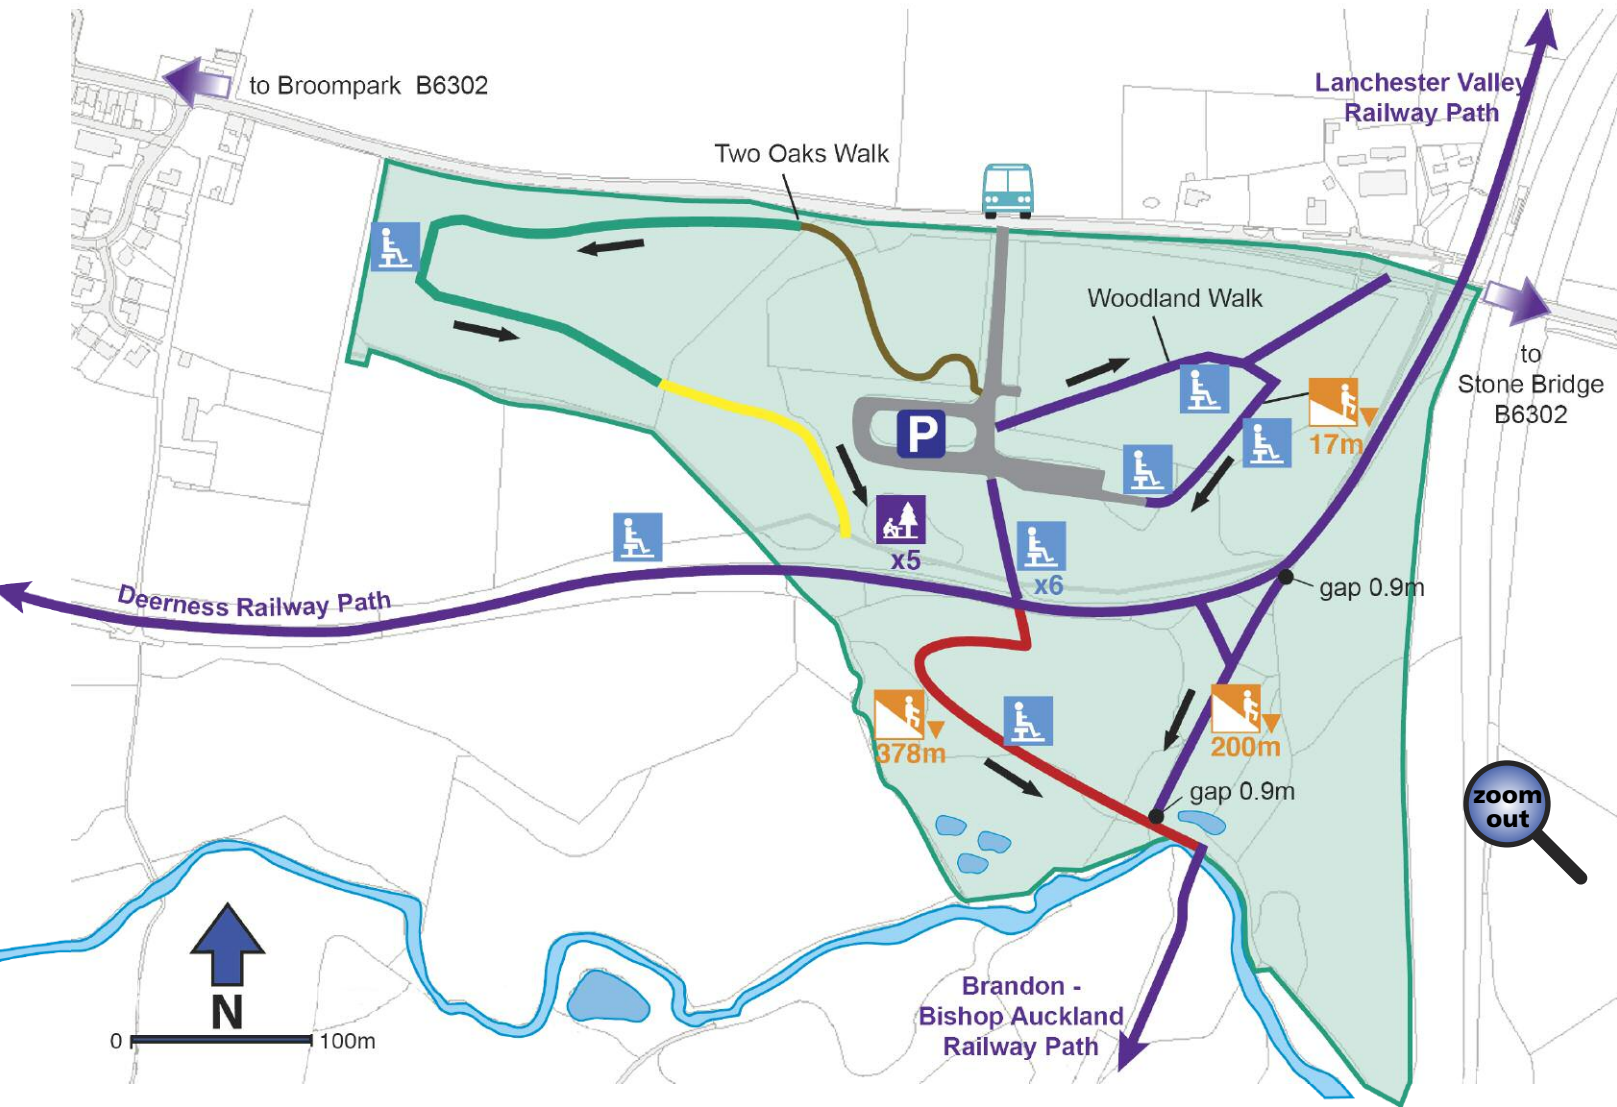 to Broompark B6302
Lanchester Valley
Railway Path
Two Oaks Walk
Woodland Walk
to
Stone Bridge
B6302
17m
P
x5
x6
gap 0.9m
Deerness Railway Path
378m
200m
gap 0.9m
zoom
out
N
0
100m
Brandon -
Bishop Auckland
Railway Path